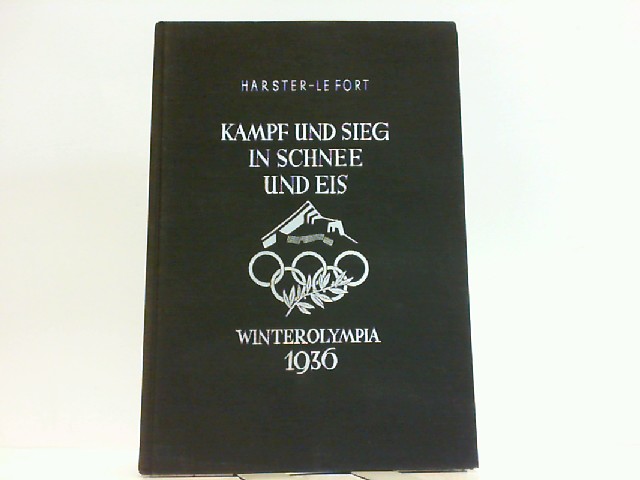 HARSTER-LE FORT
KAMPF UND SIEG
IN SCHNEE
UND EIS
WINTEROLYMPIA
1936